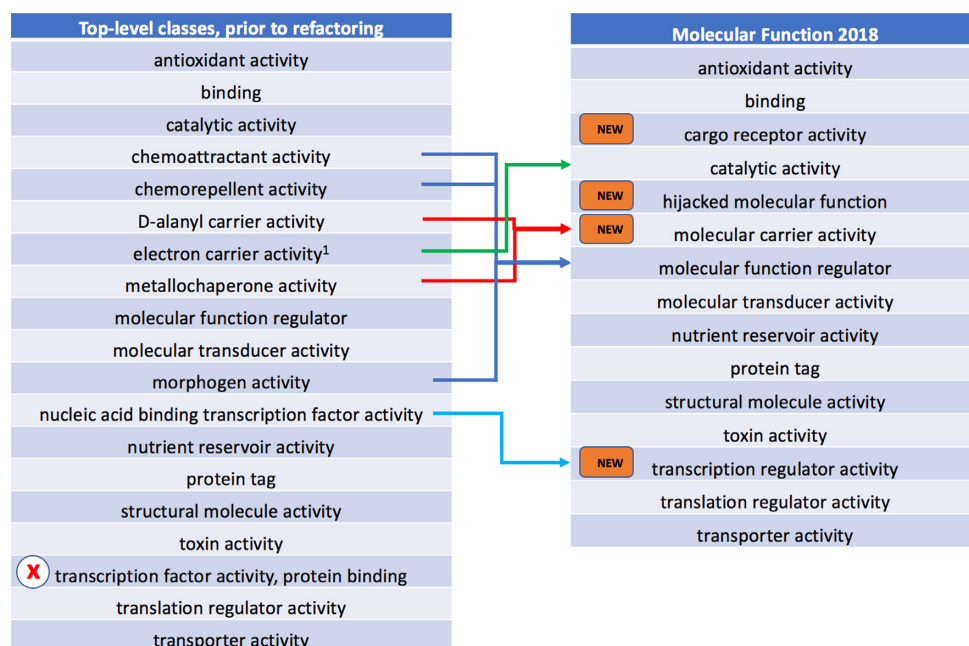 Top-level classes, prior to refactoring
antioxidant activity
binding
catalytic activity
chemoattractant activity
chemorepellent activity
D-alanyl carrier activity
electron carrier activity¹
metallochaperone activity
molecular function regulator
molecular transducer activity
morphogen activity
nucleic acid binding transcription factor activity
nutrient reservoir activity
protein tag
structural molecule activity
toxin activity
X transcription factor activity, protein binding
translation regulator activity
transporter activity
Molecular Function 2018
antioxidant activity
binding
NEW cargo receptor activity
catalytic activity
NEW hijacked molecular function
NEW molecular carrier activity
molecular function regulator
molecular transducer activity
nutrient reservoir activity
protein tag
structural molecule activity
toxin activity
NEW transcription regulator activity
translation regulator activity
transporter activity